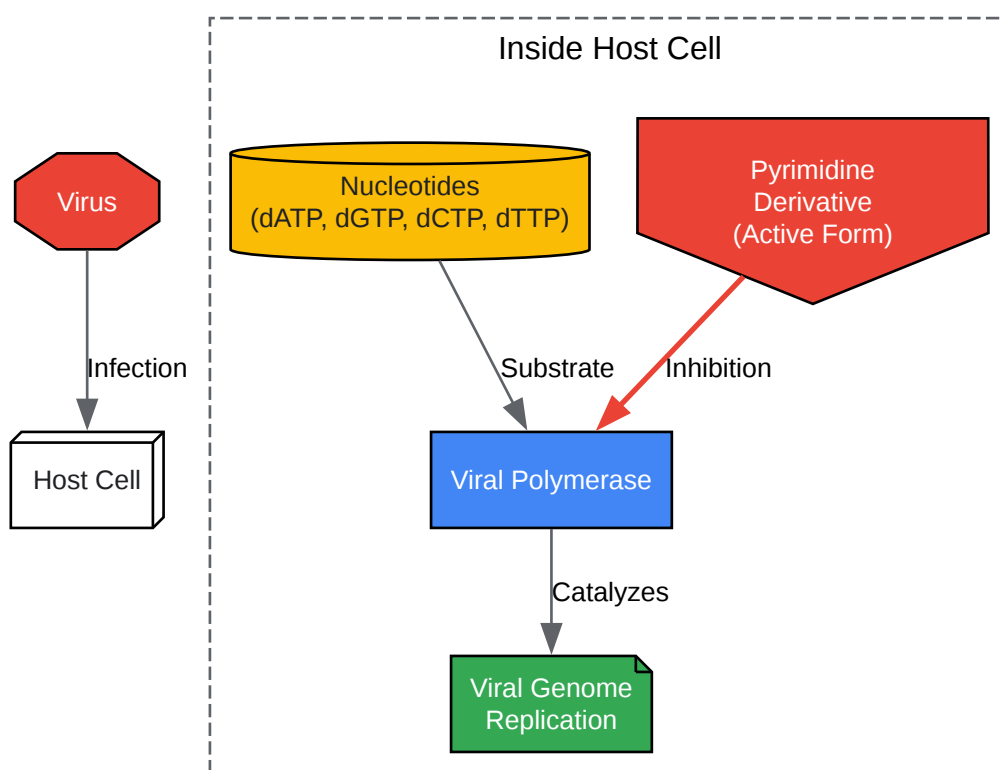 Inside Host Cell
Virus
Nucleotides
(dATP, dGTP, dCTP, dTTP)
Pyrimidine
Derivative
(Active Form)
Infection
Substrate
Inhibition
Host Cell
Viral Polymerase
Catalyzes
Viral Genome
Replication